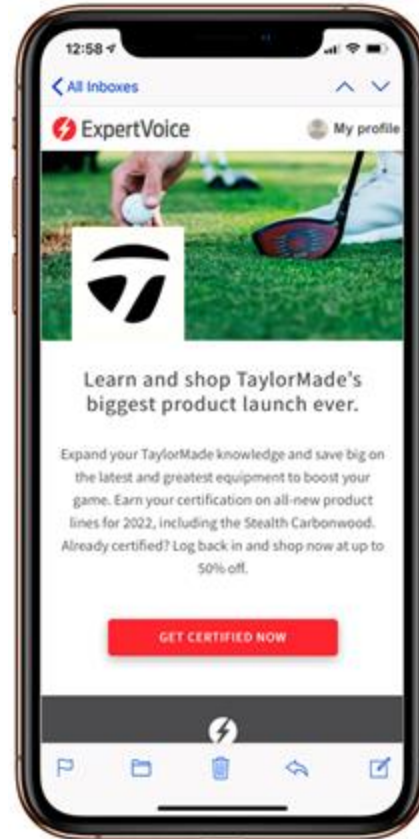 12:58
All Inboxes
ExpertVoice
My profile
Learn and shop TaylorMade's
biggest product launch ever.
Expand your TaylorMade knowledge and save big on
the latest and greatest equipment to boost your
game. Earn your certification on all-new product
lines for 2022, including the Stealth Carbonwood.
Already certified? Log back in and shop now at up to
50% off.
GET CERTIFIED NOW